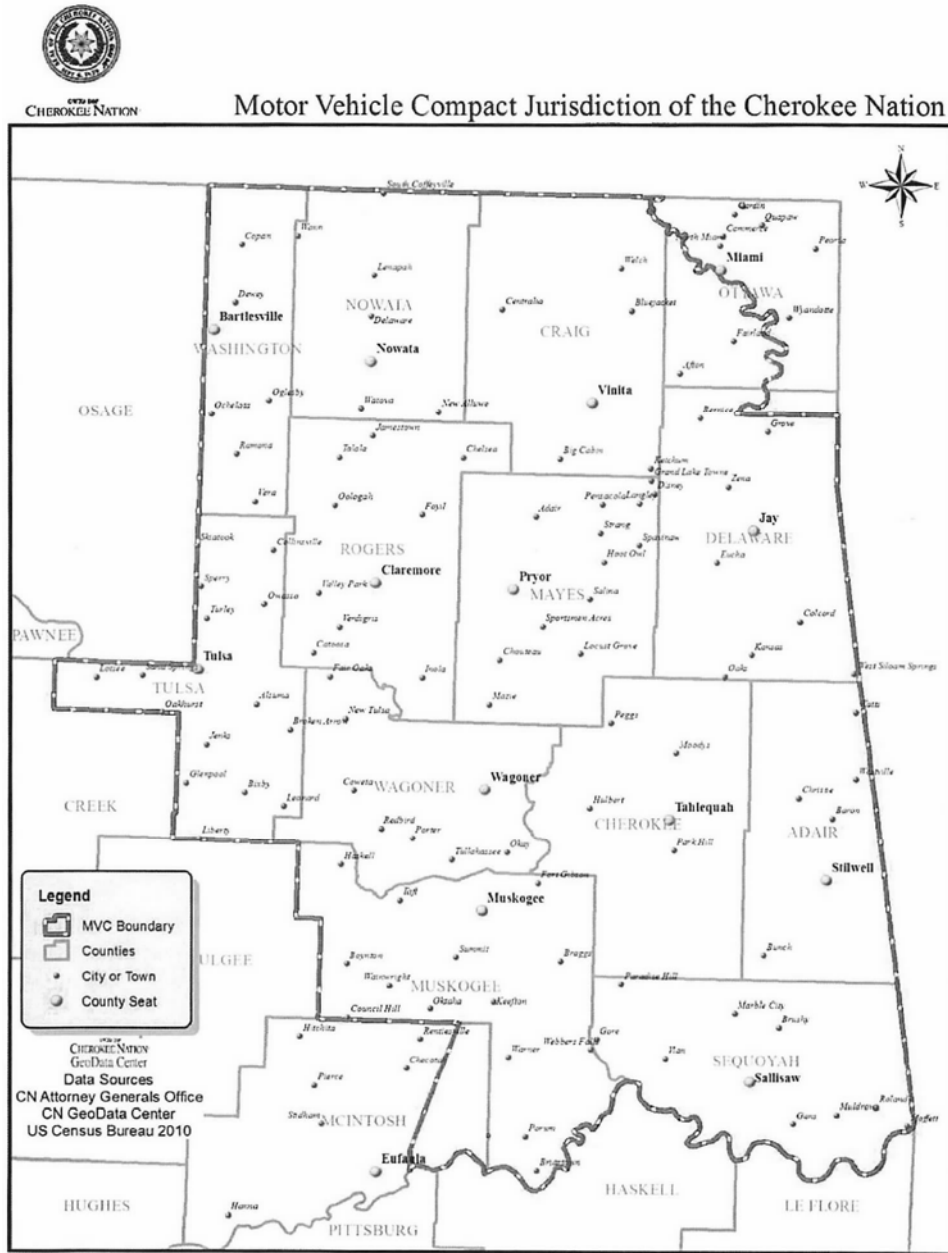 CHEROKEE NATION
Motor Vehicle Compact Jurisdiction of the Cherokee Nation
N
W
E
S
South Coffeyville
Quapaw
Commerce
Peoria
Copan
Wann
Miami
Welch
Lenapah
OTTAWA
Dewey
NOWATA
Centralia
Bluejacket
Wyandotte
Delaware
Bartlesville
CRAIG
WASHINGTON
Fairland
Nowata
Afton
Vinita
OSAGE
Oglesby
Ochelata
Watova
New Alluwe
Bernice
Grove
Jamestown
Ramona
Talala
Chelsea
Big Cabin
Ketchum
Grand Lake Towne
Disney
Zena
Vera
Oologah
Foyil
Adair
Pensacola
Langley
Jay
Skiatook
Strang
DELAWARE
Collinsville
ROGERS
Spavinaw
Hoot Owl
Eucha
Sperry
Claremore
Pryor
Valley Park
MAYES
Salina
Owasso
Turley
Colcord
Verdigris
Sportsmen Acres
PAWNEE
Catoosa
Chouteau
Locust Grove
Kansas
Tulsa
Lotsee
Fair Oaks
Inola
Oaks
West Siloam Springs
TULSA
Oakhurst
Alsuma
Mazie
Watts
New Tulsa
Peggs
Broken Arrow
Jenks
Moodys
Glenpool
Wagoner
Westville
Bixby
Coweta
WAGONER
Christie
CREEK
Leonard
Hulbert
Tahlequah
Baron
CHEROKEE
ADAIR
Liberty
Redbird
Porter
Park Hill
Tullahassee
Okay
Haskell
Stilwell
Fort Gibson
Legend
Taft
Muskogee
MVC Boundary
Counties
Boynton
Summit
Braggs
Bunch
ULGEE
City or Town
Wainwright
Paradise Hill
MUSKOGEE
County Seat
Oktaha
Keefton
Marble City
Council Hill
Brushy
Hitchita
Rentiesville
Gore
CHEROKEE NATION
Webbers Falls
GeoData Center
Warner
Vian
SEQUOYAH
Data Sources
Checotah
CN Attorney Generals Office
Pierce
Sallisaw
CN GeoData Center
Roland
US Census Bureau 2010
Stidham
MCINTOSH
Gans
Muldrow
Moffett
Porum
Eufaula
Briartown
HASKELL
HUGHES
Hanna
LE FLORE
PITTSBURG